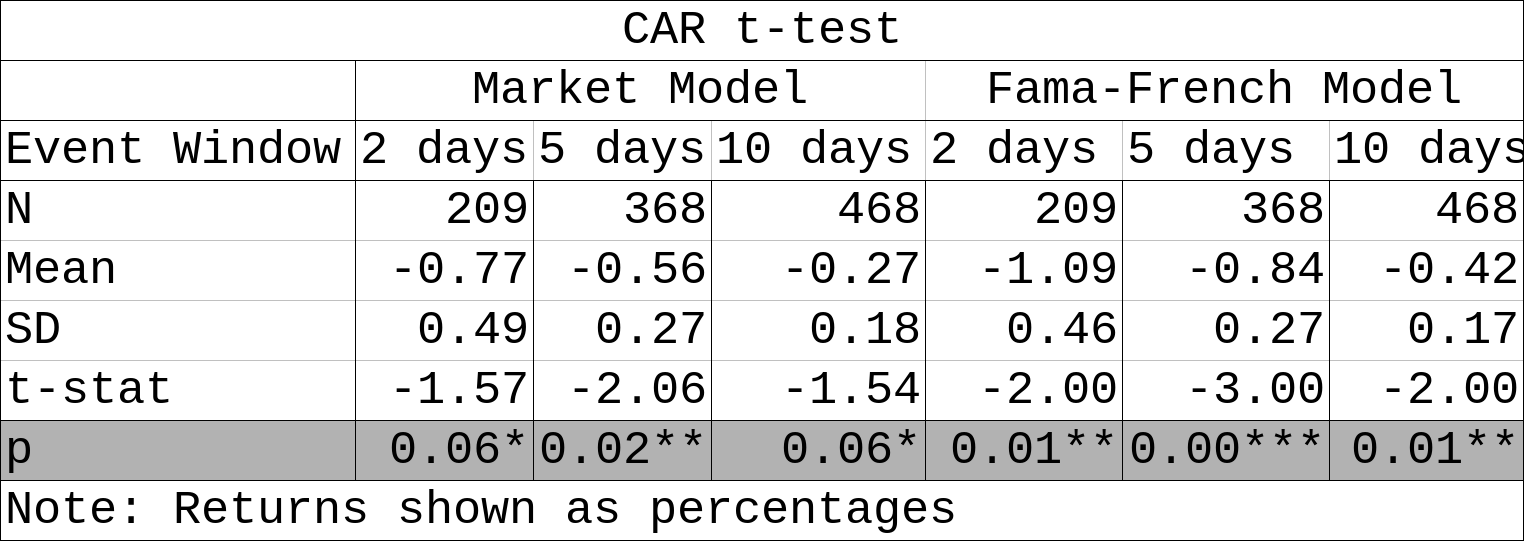 CAR t-test
Market Model Fama-French Model
Event Window 2 days 5 days 10 days 2 days 5 days 10 days
N 209 368 468 209 368 468
Mean -0.77 -0.56 -0.27 -1.09 -0.84 -0.42
SD 0.49 0.27 0.18 0.46 0.27 0.17
t-stat -1.57 -2.06 -1.54 -2.00 -3.00 -2.00
p 0.06* 0.02** 0.06* 0.01** 0.00*** 0.01**
Note: Returns shown as percentages